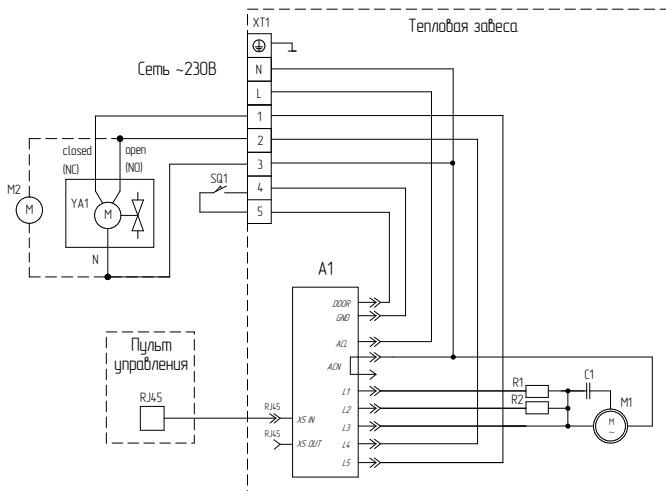 XT1
Тепловая завеса
Сеть ~230В
N
L
1
2
3
4
5
closed
(NC)
open
(NO)
SQ1
M2
M
YA1
M
N
A1
DOOR
GND
ACL
ACN
L1
L2
L3
L4
L5
Пульт
управления
RJ45
RJ45
XS IN
RJ45
XS OUT
R1
R2
C1
M1
M
~